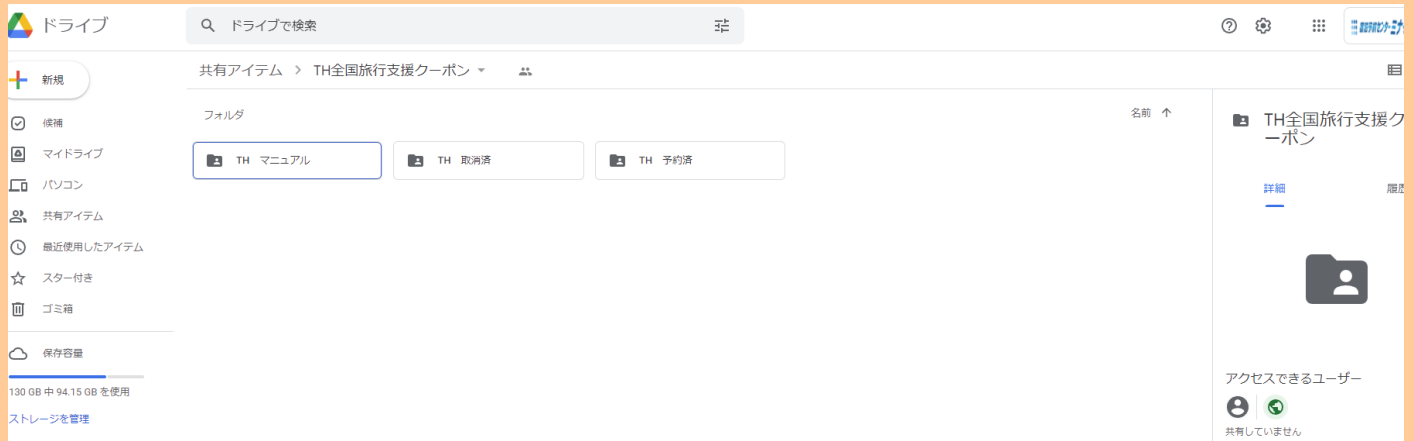 ドライブ
ドライブで検索
新規
共有アイテム > TH全国旅行支援クーポン
候補
マイドライブ
パソコン
共有アイテム
最近使用したアイテム
スター付き
ゴミ箱
保存容量
130 GB 中 94.15 GB を使用
ストレージを管理
フォルダ
名前
TH マニュアル
TH 取消済
TH 予約済
TH全国旅行支援ク
ーポン
詳細
アクセスできるユーザー
共有していません